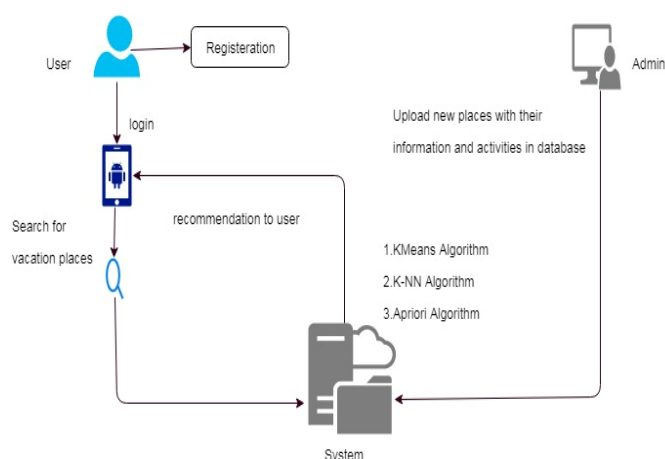 Registeration
User
Admin
login
Upload new places with their
information and activities in database
recommendation to user
Search for
vacation places
1.KMeans Algorithm
2.K-NN Algorithm
3.Apriori Algorithm
System